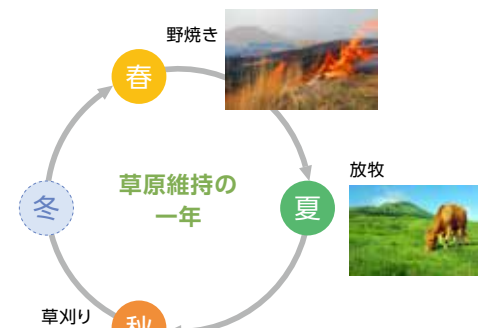 野焼き
春
放牧
草原維持の
一年
冬
夏
草刈り
秋